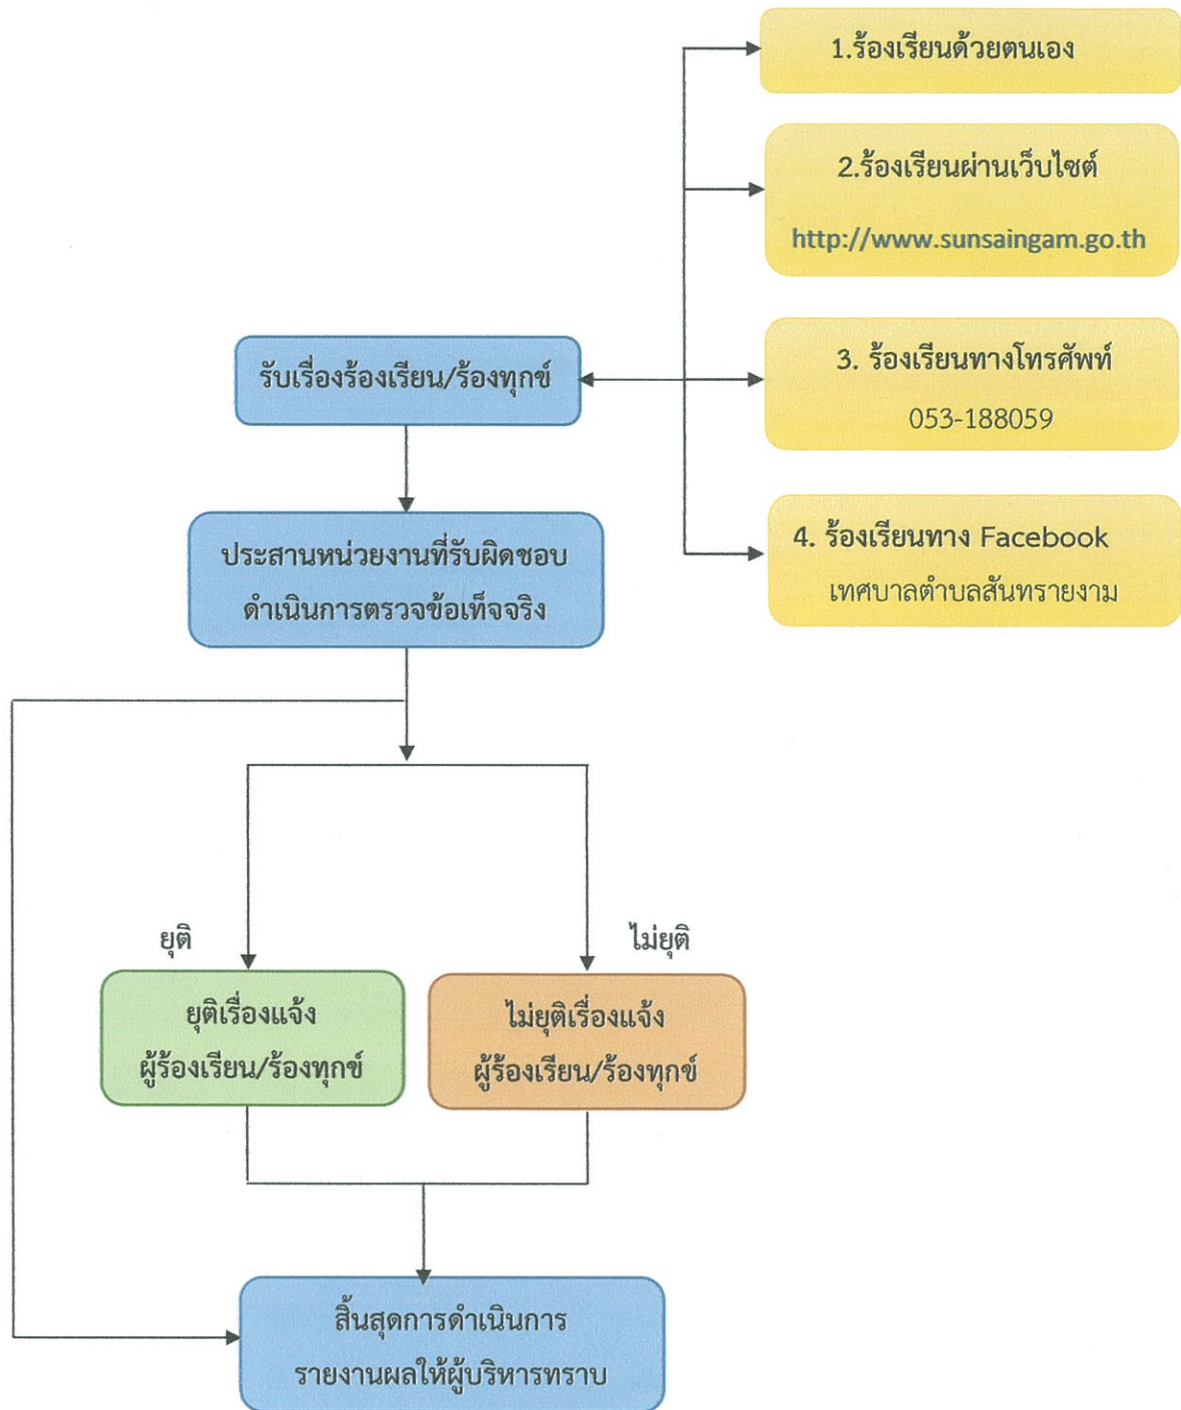 1.ร้องเรียนด้วยตนเอง
2.ร้องเรียนผ่านเว็บไซต์
http://www.sunsaingam.go.th
รับเรื่องร้องเรียน/ร้องทุกข์
3. ร้องเรียนทางโทรศัพท์
053-188059
ประสานหน่วยงานที่รับผิดชอบ
ดำเนินการตรวจข้อเท็จจริง
4. ร้องเรียนทาง Facebook
เทศบาลตำบลสันทรายงาม
ยุติ
ไม่ยุติ
ยุติเรื่องแจ้ง
ผู้ร้องเรียน/ร้องทุกข์
ไม่ยุติเรื่องแจ้ง
ผู้ร้องเรียน/ร้องทุกข์
สิ้นสุดการดำเนินการ
รายงานผลให้ผู้บริหารทราบ